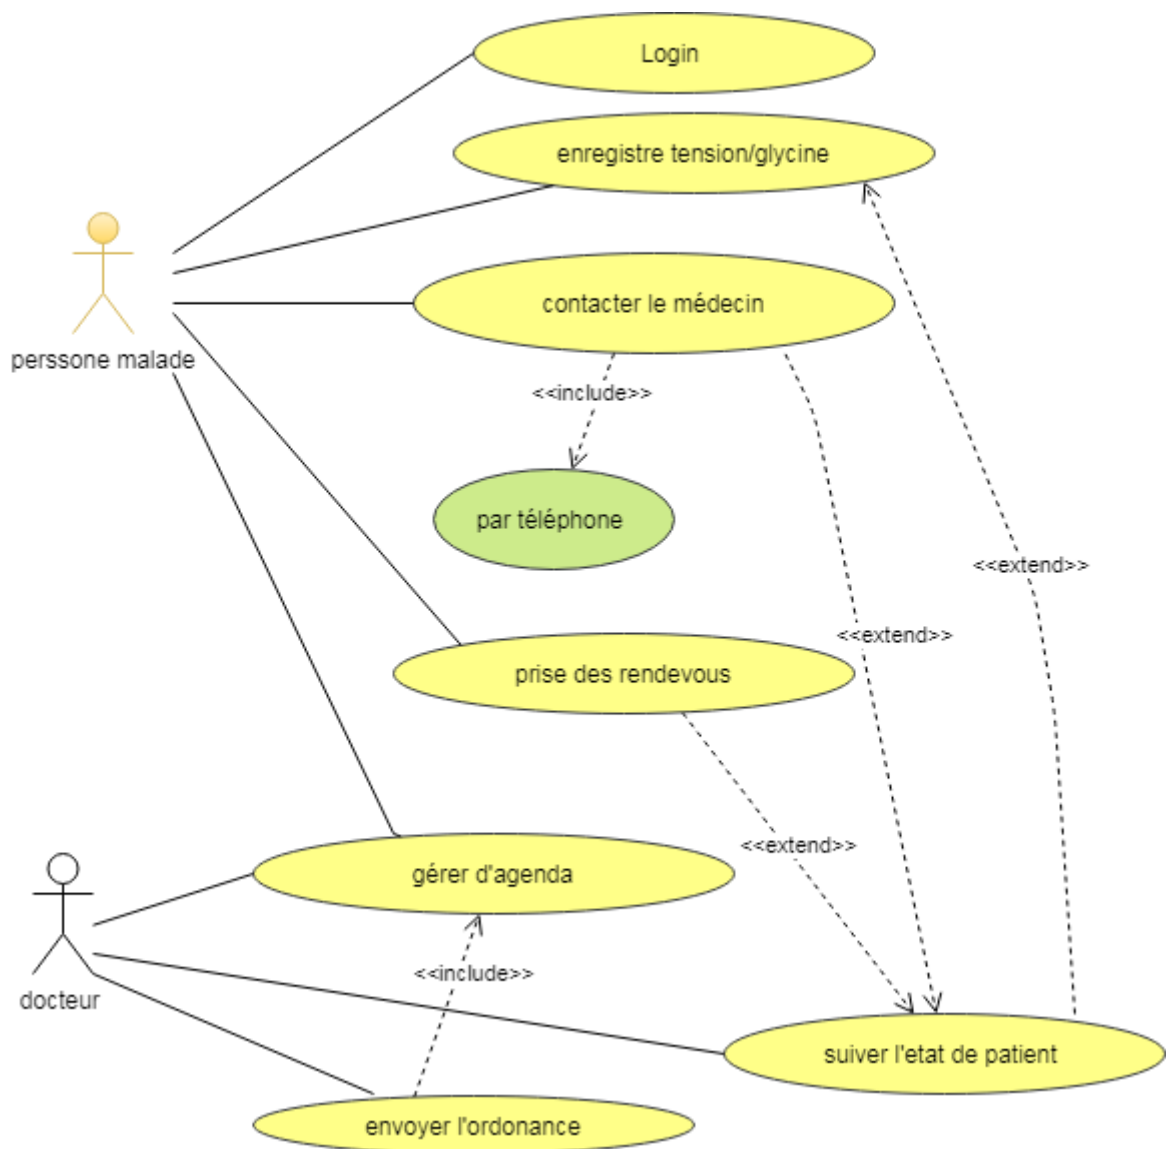 Login
enregistre tension/glycine
contacter le médecin
perssone malade
<<include>>
par téléphone
<<extend>>
<<extend>>
prise des rendevous
<<extend>>
gérer d'agenda
<<include>>
docteur
suiver l'etat de patient
envoyer l'ordonance